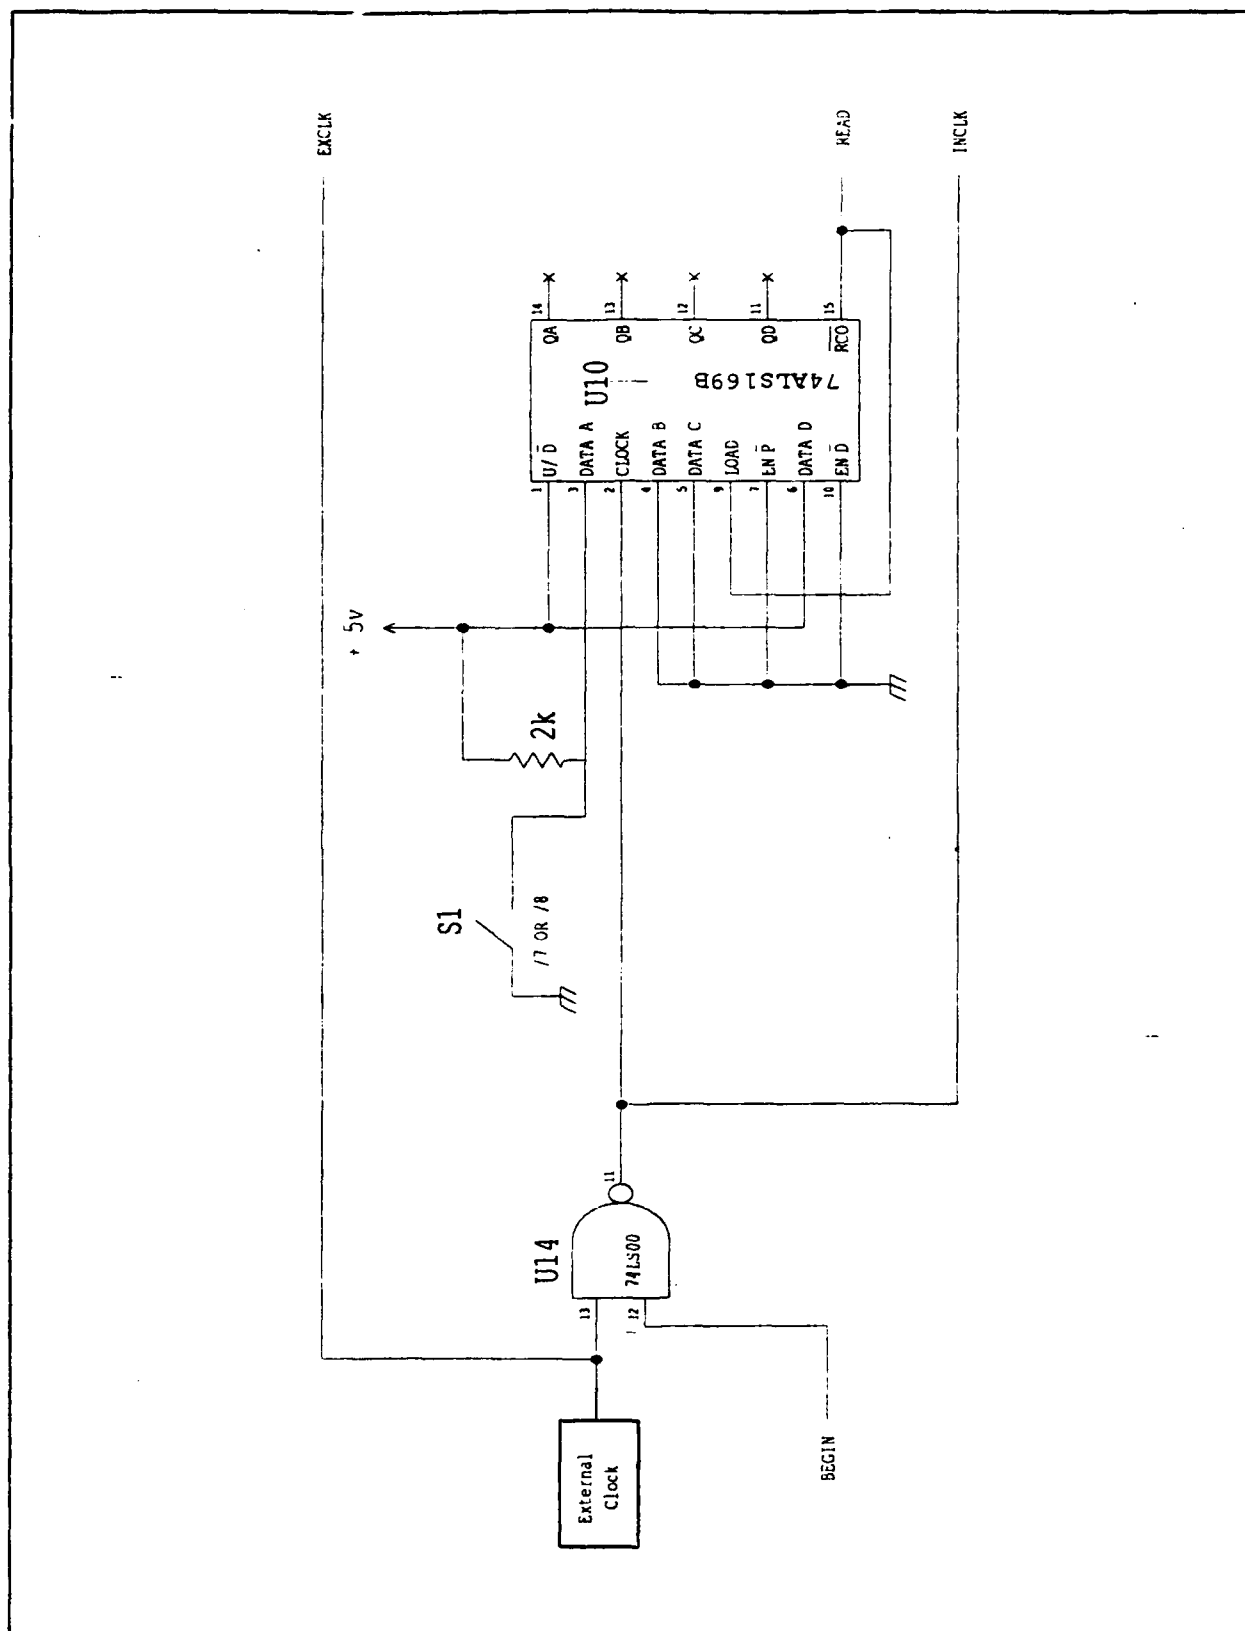 EXCLK
READ
INCLK
+ 5v
2k
S1
/7 OR /8
U14
74LS00
13
12
11
External
Clock
BEGIN
U10
74ALS169B
1
U/D̅
3
DATA A
2
CLOCK
4
DATA B
5
DATA C
9
LOAD
7
EN P̅
6
DATA D
10
EN D̅
14
QA
13
QB
12
QC
11
QD
15
R̅C̅O̅